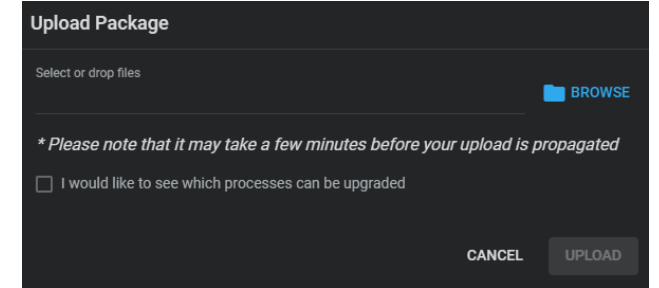 Upload Package
Select or drop files
BROWSE
* Please note that it may take a few minutes before your upload is propagated
I would like to see which processes can be upgraded
CANCEL UPLOAD